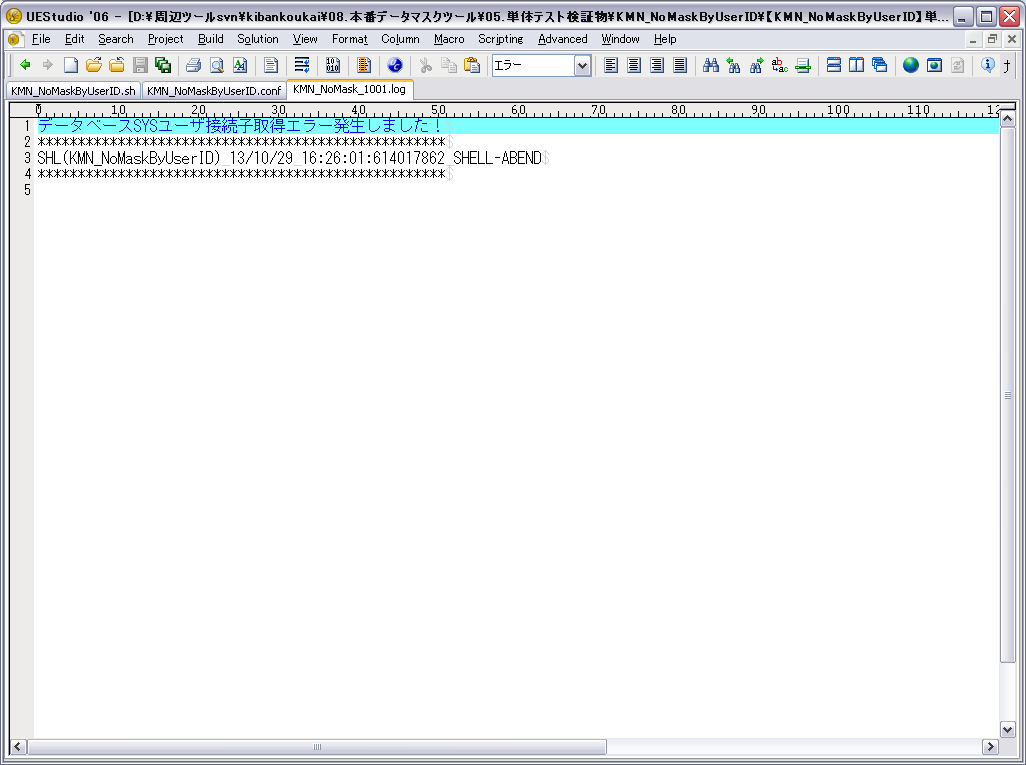 UEStudio '06 - [D:¥周辺ツールsvn¥kibankoukai¥08.本番データマスクツール¥05.単体テスト検証物¥KMN_NoMaskByUserID¥【KMN_NoMaskByUserID】単...
File Edit Search Project Build Solution View Format Column Macro Scripting Advanced Window Help
エラー
KMN_NoMaskByUserID.sh KMN_NoMaskByUserID.conf KMN_NoMask_1001.log
0 10 20 30 40 50 60 70 80 90 100 110 12
1 データベースSYSユーザ接続子取得エラー発生しました！
2 ***************************************************
3 SHL(KMN_NoMaskByUserID)_13/10/29_16:26:01:614017862 SHELL-ABEND
4 ***************************************************
5